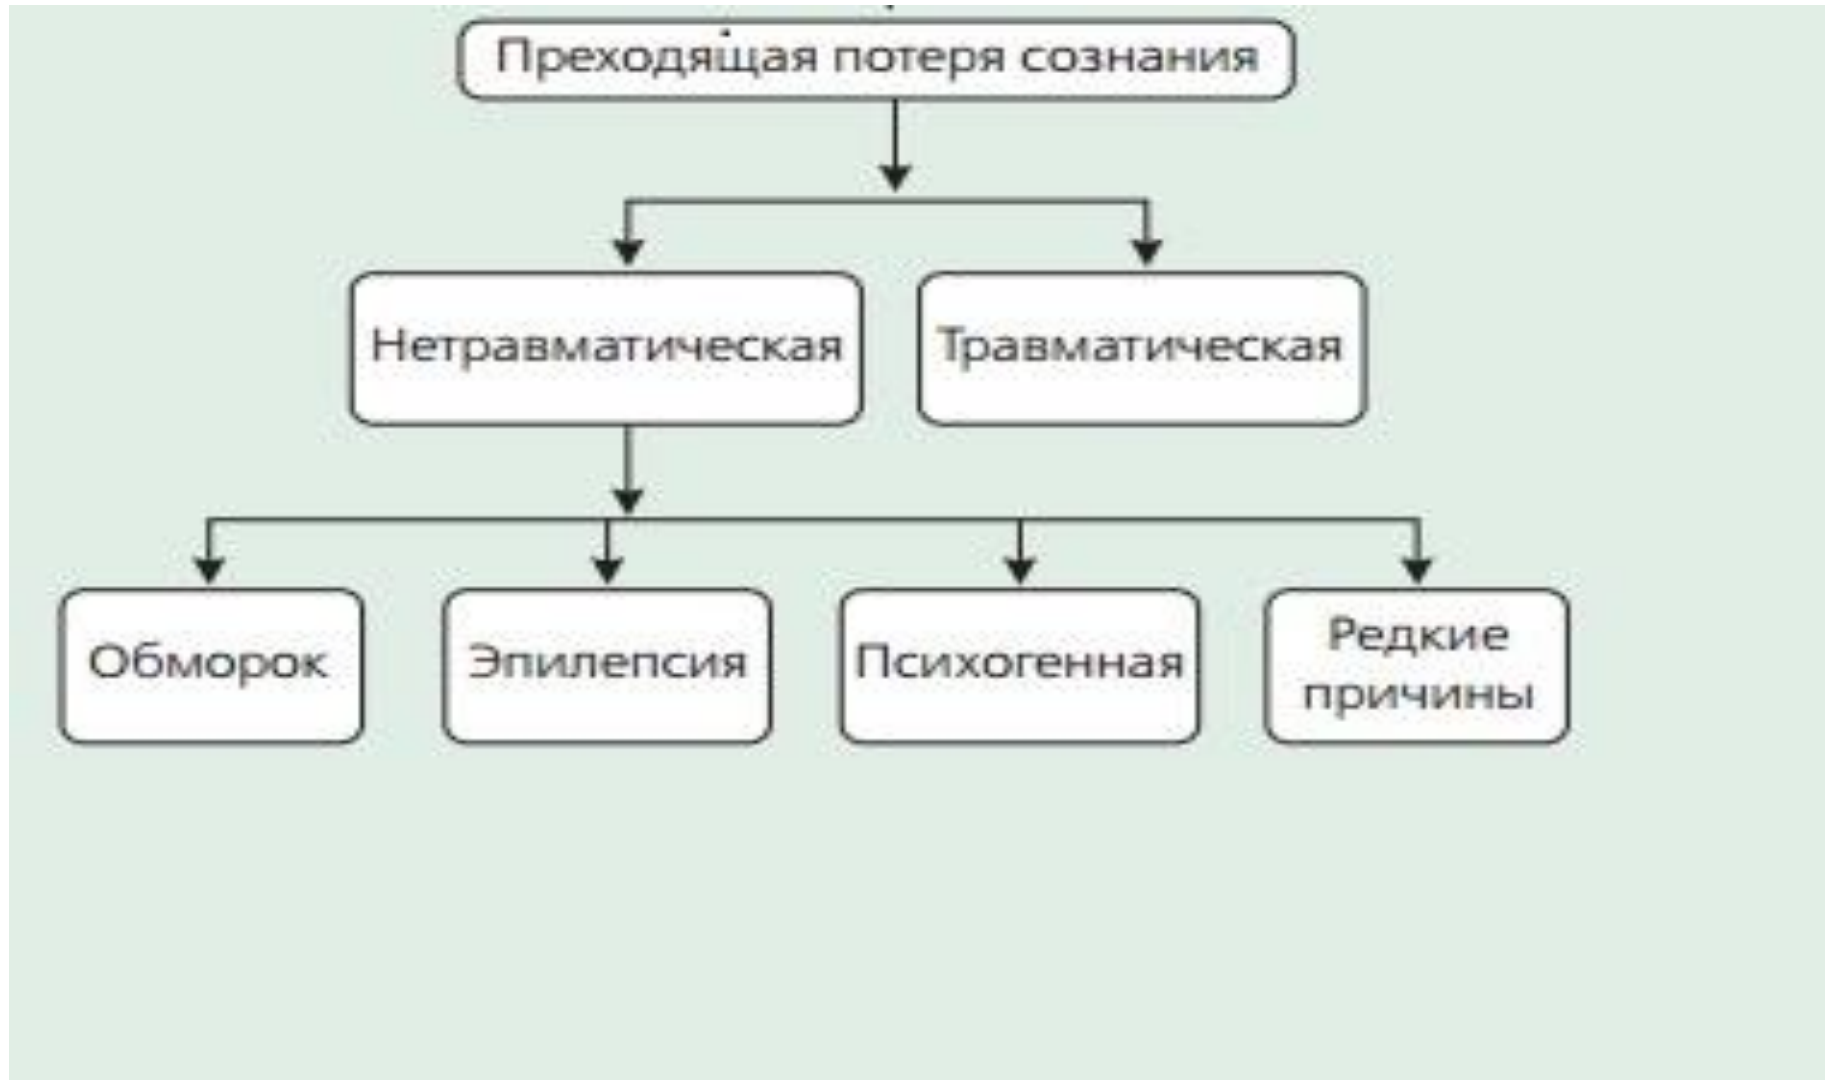 Преходящая потеря сознания
Нетравматическая
Травматическая
Обморок
Эпилепсия
Психогенная
Редкие
причины